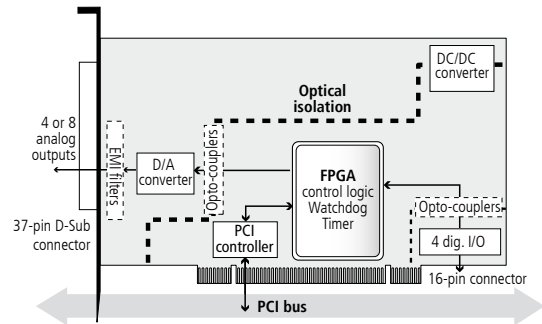 DC/DC
converter
Optical
isolation
4 or 8
analog
outputs
EMI filters
D/A
converter
Opto-couplers
FPGA
control logic
Watchdog
Timer
Opto-couplers
37-pin D-Sub
connector
PCI
controller
4 dig. I/O
16-pin connector
PCI bus